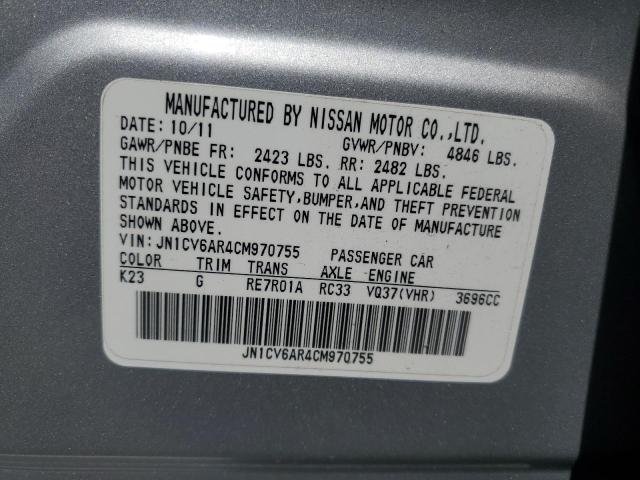 MANUFACTURED BY NISSAN MOTOR CO.,LTD.
DATE: 10/11 GVWR/PNBV: 4846 LBS.
GAWR/PNBE FR: 2423 LBS. RR: 2482 LBS.
THIS VEHICLE CONFORMS TO ALL APPLICABLE FEDERAL
MOTOR VEHICLE SAFETY,BUMPER,AND THEFT PREVENTION
STANDARDS IN EFFECT ON THE DATE OF MANUFACTURE
SHOWN ABOVE.
VIN: JN1CV6AR4CM970755 PASSENGER CAR
COLOR TRIM TRANS AXLE ENGINE
K23 G RE7R01A RC33 VQ37(VHR) 3696CC
JN1CV6AR4CM970755